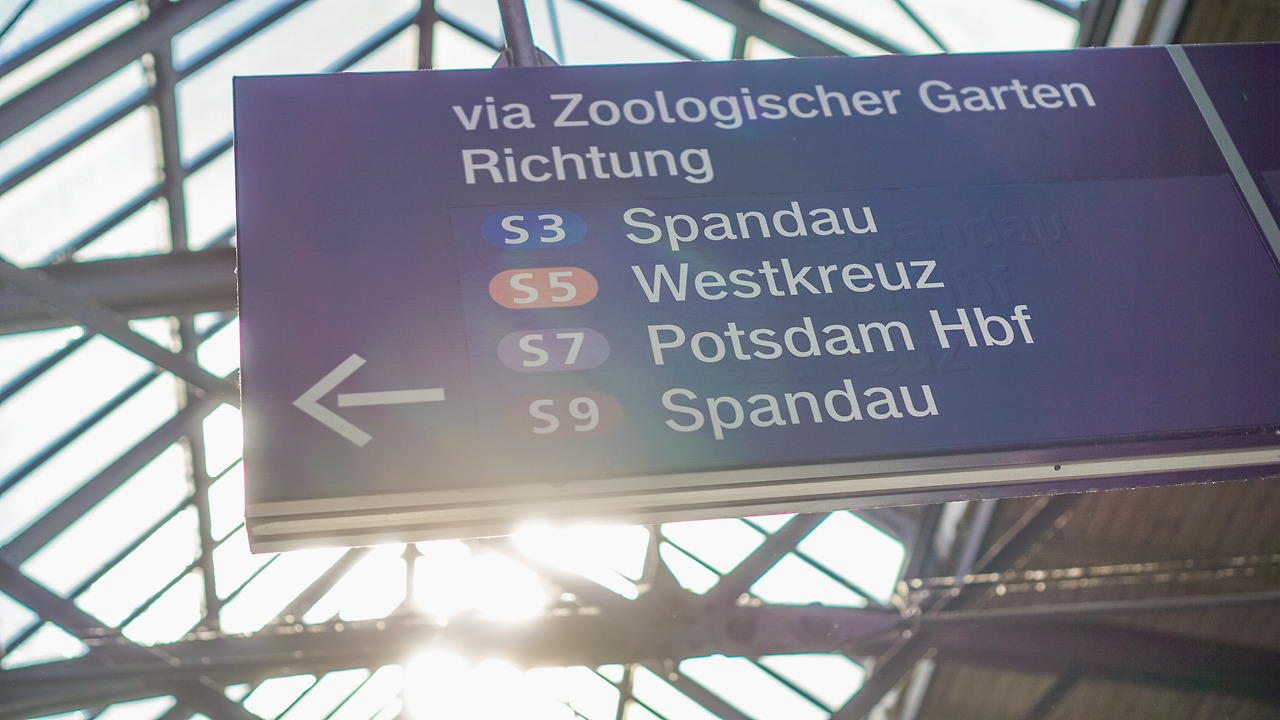 via Zoologischer Garten
Richtung
S3 Spandau
S5 Westkreuz
S7 Potsdam Hbf
S9 Spandau